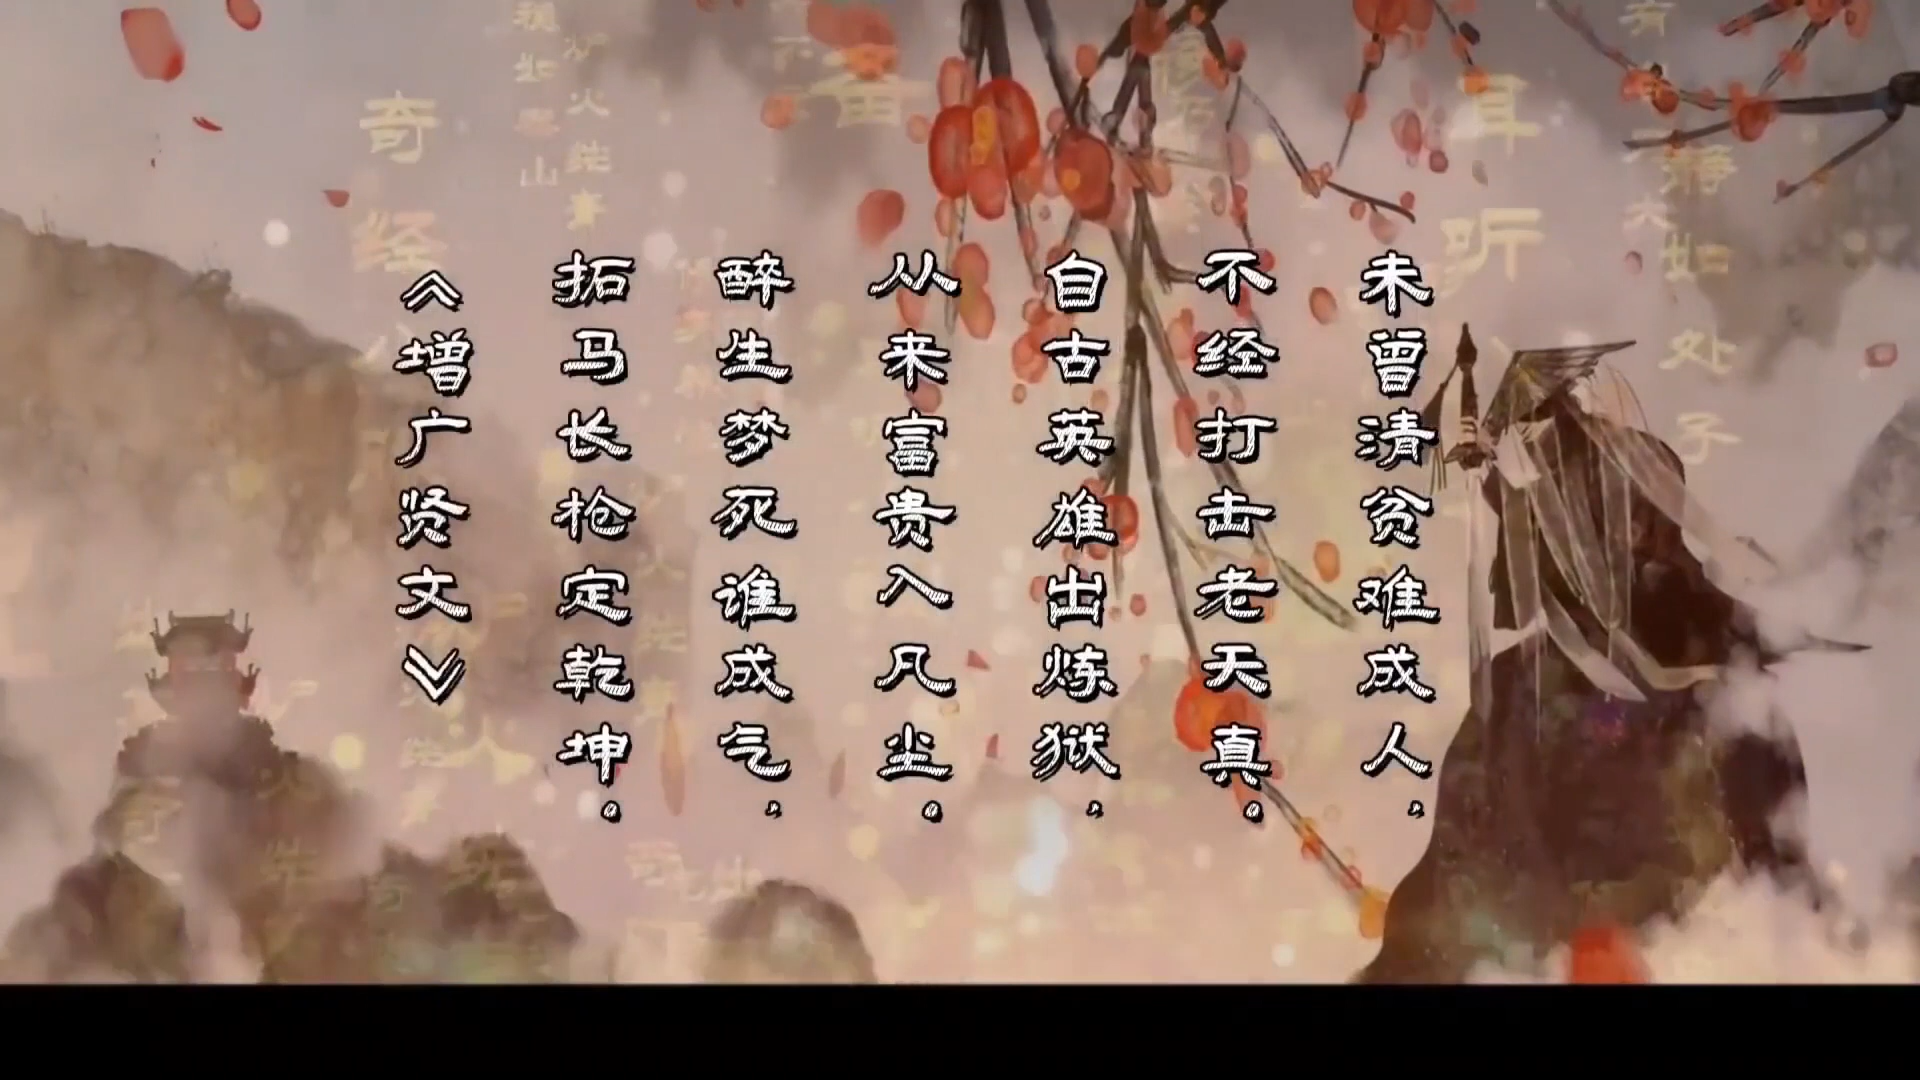 未曾清贫难成人，
不经打击老天真。
自古英雄出炼狱，
从来富贵入凡尘。
醉生梦死谁成气，
拓马长枪定乾坤。
《增广贤文》